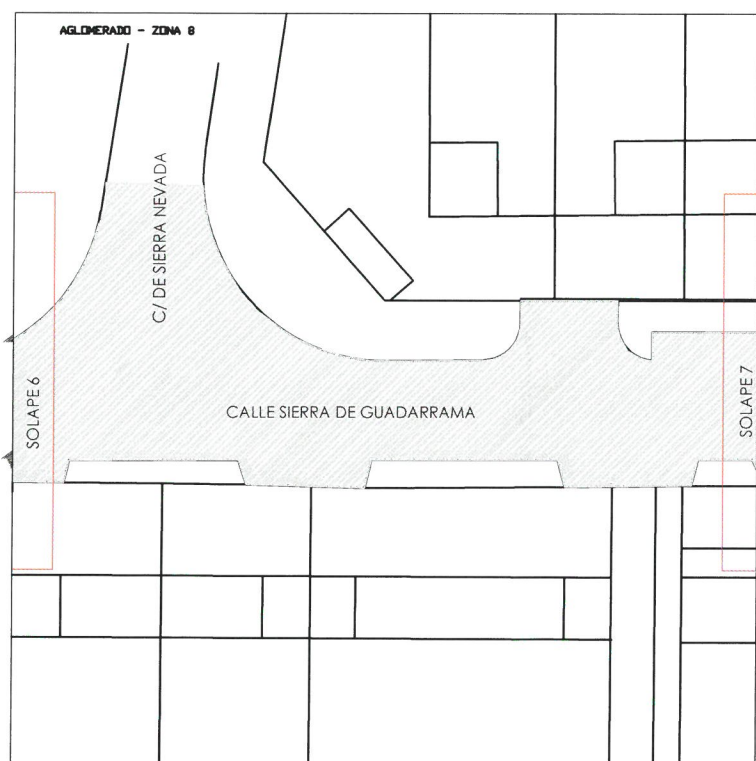 AGLOMERADO - ZONA 8
C/ DE SIERRA NEVADA
SOLAPE 6
CALLE SIERRA DE GUADARRAMA
SOLAPE 7